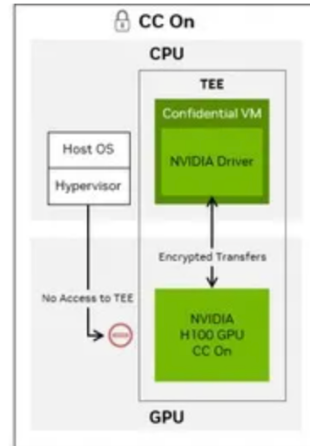 CC On
CPU
TEE
Confidential VM
NVIDIA Driver
Host OS
Hypervisor
Encrypted Transfers
No Access to TEE
NVIDIA
H100 GPU
CC On
GPU